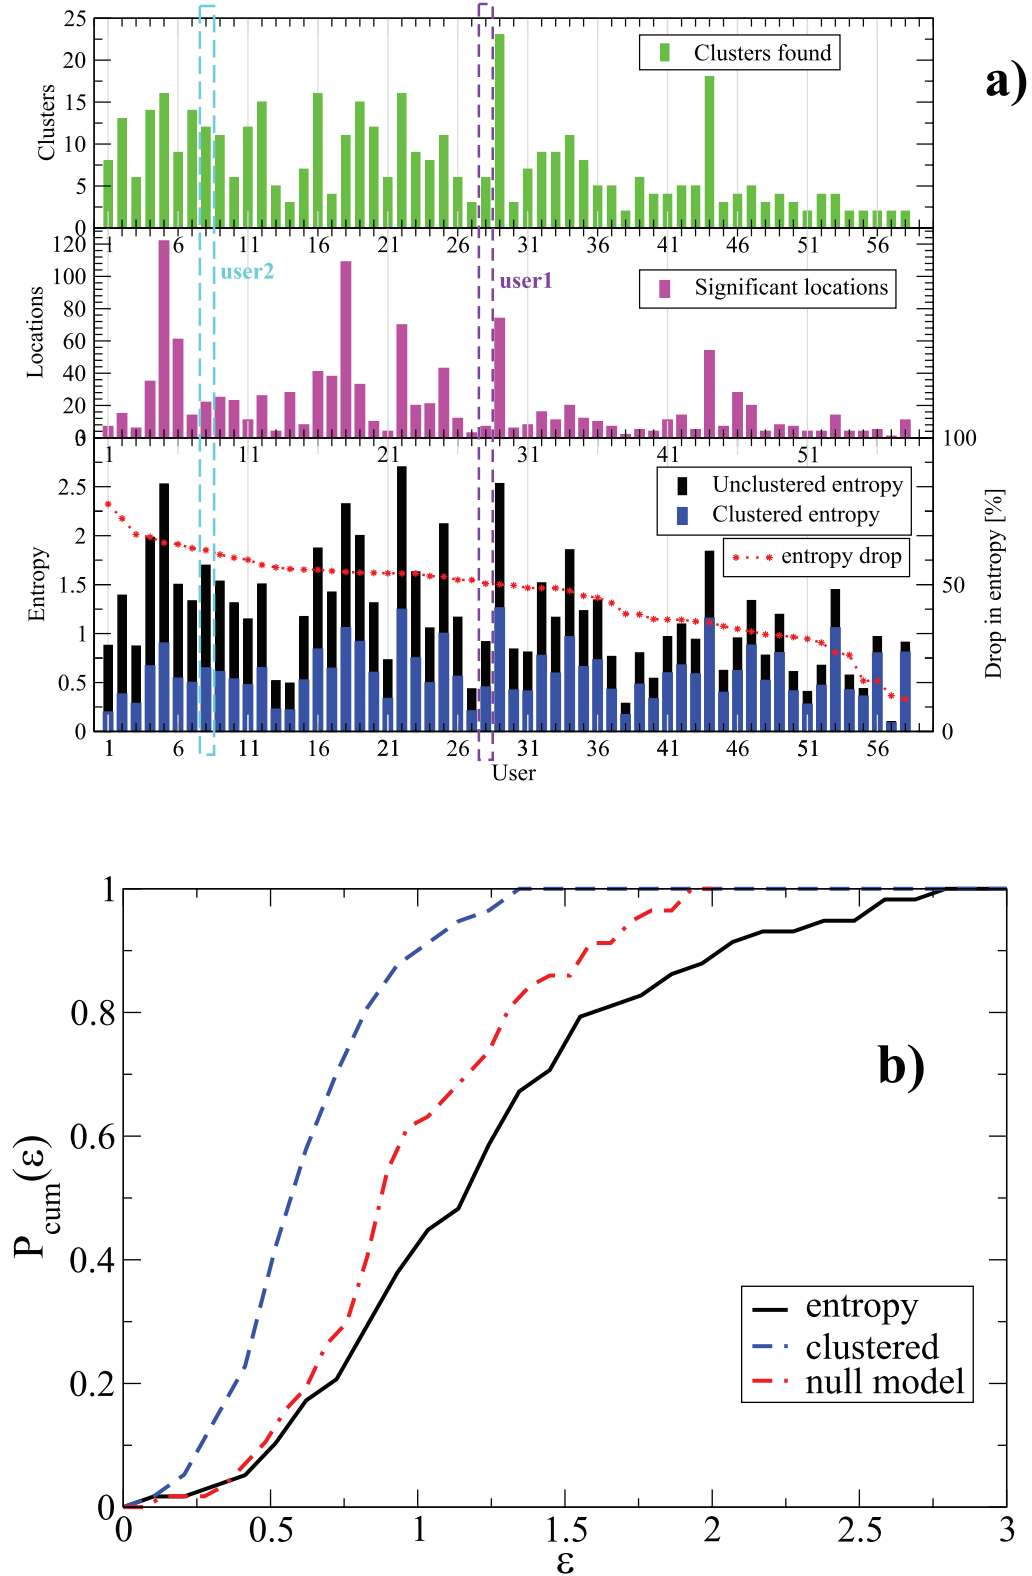 25
20
15
10
5
0
Clusters
Clusters found
a)
1 6 11 16 21 26 31 36 41 46 51 56
user2
user1
120
100
80
60
40
20
Locations
Significant locations
1 11 21 31 41 51
100
50
0
Drop in entropy [%]
2.5
2
1.5
1
0.5
0
Entropy
Unclustered entropy
Clustered entropy
entropy drop
1 6 11 16 21 26 31 36 41 46 51 56
User
1
0.8
0.6
0.4
0.2
0
P_cum(ε)
b)
entropy
clustered
null model
0 0.5 1 1.5 2 2.5 3
ε